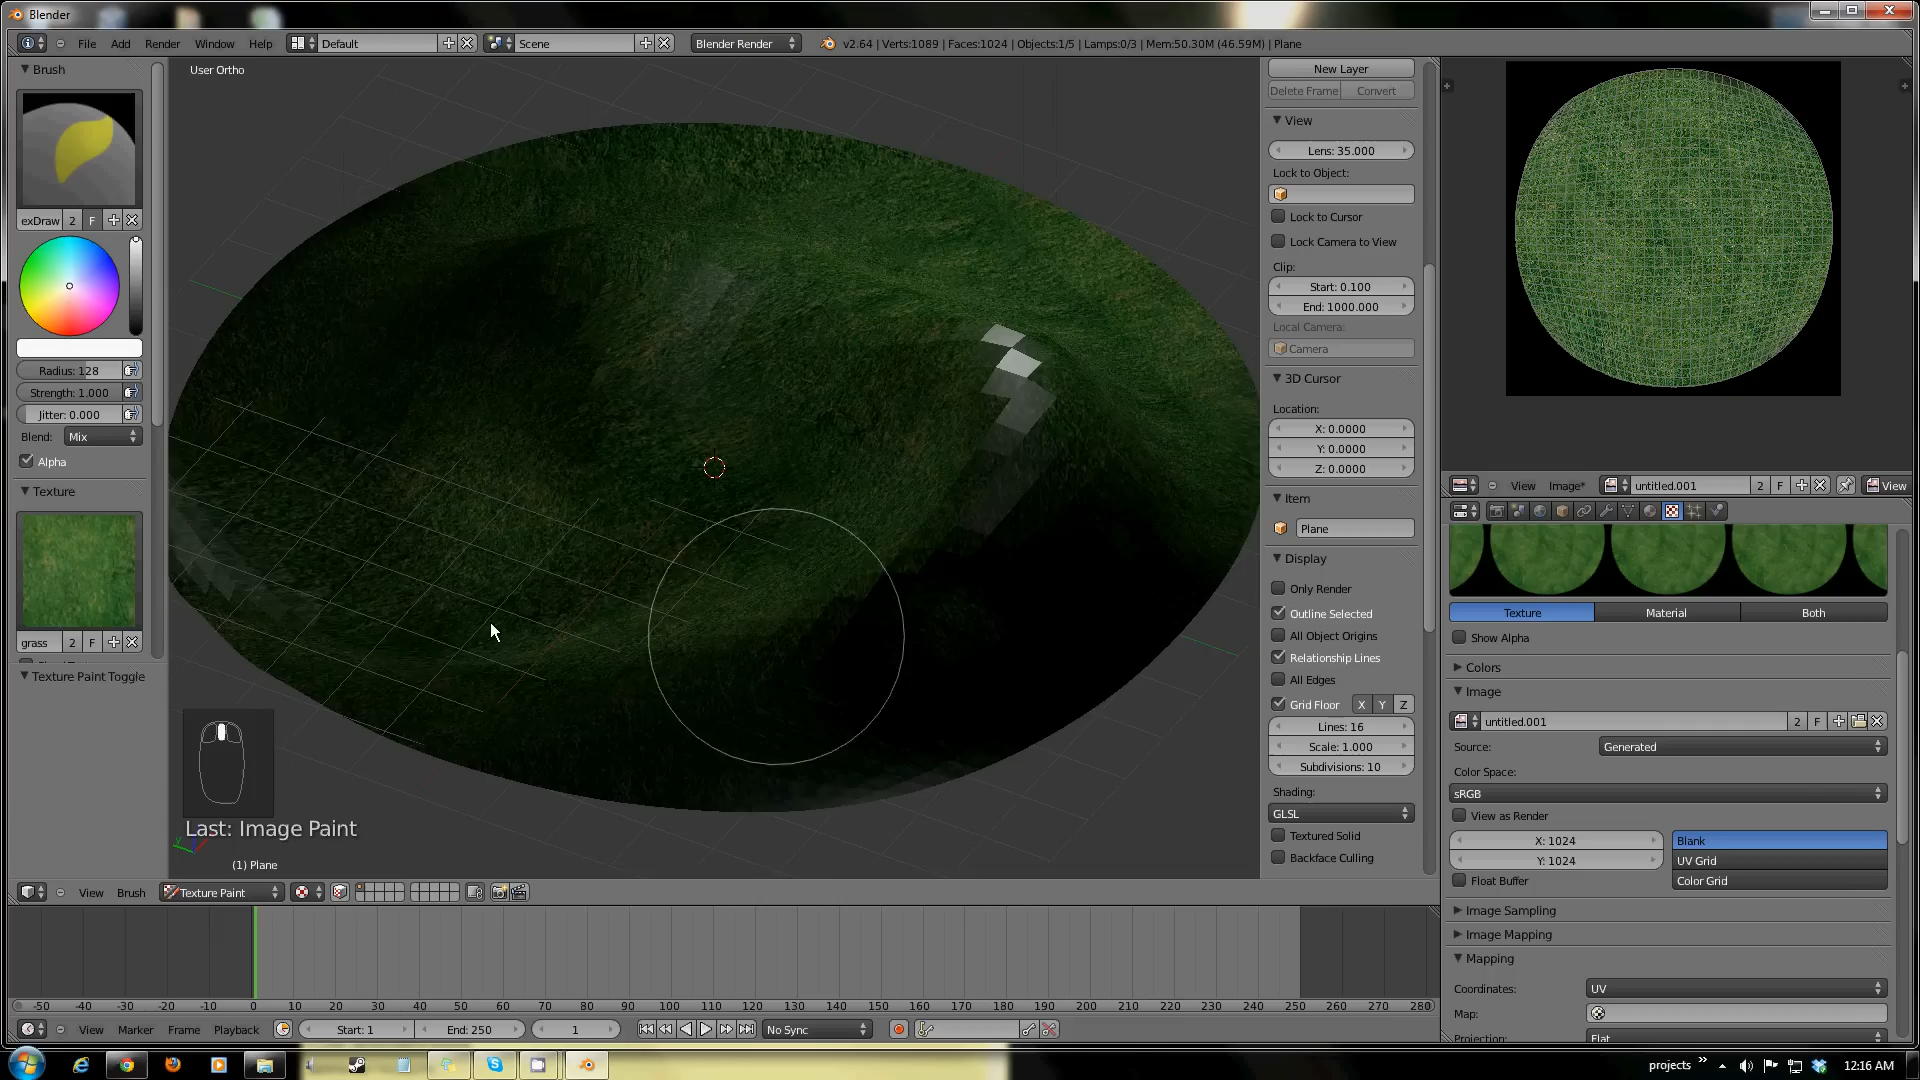 Blender
File Add Render Window Help Default Scene Blender Render v2.64 | Verts:1089 | Faces:1024 | Objects:1/5 | Lamps:0/3 | Mem:50.30M (46.59M) | Plane
Brush
exDraw 2 F
Radius: 128
Strength: 1.000
Jitter: 0.000
Blend: Mix
Alpha
Texture
grass 2 F
Texture Paint Toggle
User Ortho
Last: Image Paint
(1) Plane
New Layer
Delete Frame Convert
View
Lens: 35.000
Lock to Object:
Lock to Cursor
Lock Camera to View
Clip:
Start: 0.100
End: 1000.000
Local Camera:
Camera
3D Cursor
Location:
X: 0.0000
Y: 0.0000
Z: 0.0000
Item
Plane
Display
Only Render
Outline Selected
All Object Origins
Relationship Lines
All Edges
Grid Floor X Y Z
Lines: 16
Scale: 1.000
Subdivisions: 10
Shading:
GLSL
Textured Solid
Backface Culling
View Image* untitled.001 2 F View
Texture Material Both
Show Alpha
Colors
Image
untitled.001 2 F
Source: Generated
Color Space:
sRGB
View as Render
X: 1024 Blank
Y: 1024 UV Grid
Float Buffer Color Grid
Image Sampling
Image Mapping
Mapping
Coordinates: UV
Map:
Projection: Flat
View Brush Texture Paint
-50 -40 -30 -20 -10 0 10 20 30 40 50 60 70 80 90 100 110 120 130 140 150 160 170 180 190 200 210 220 230 240 250 260 270 280
View Marker Frame Playback Start: 1 End: 250 1 No Sync
projects 12:16 AM